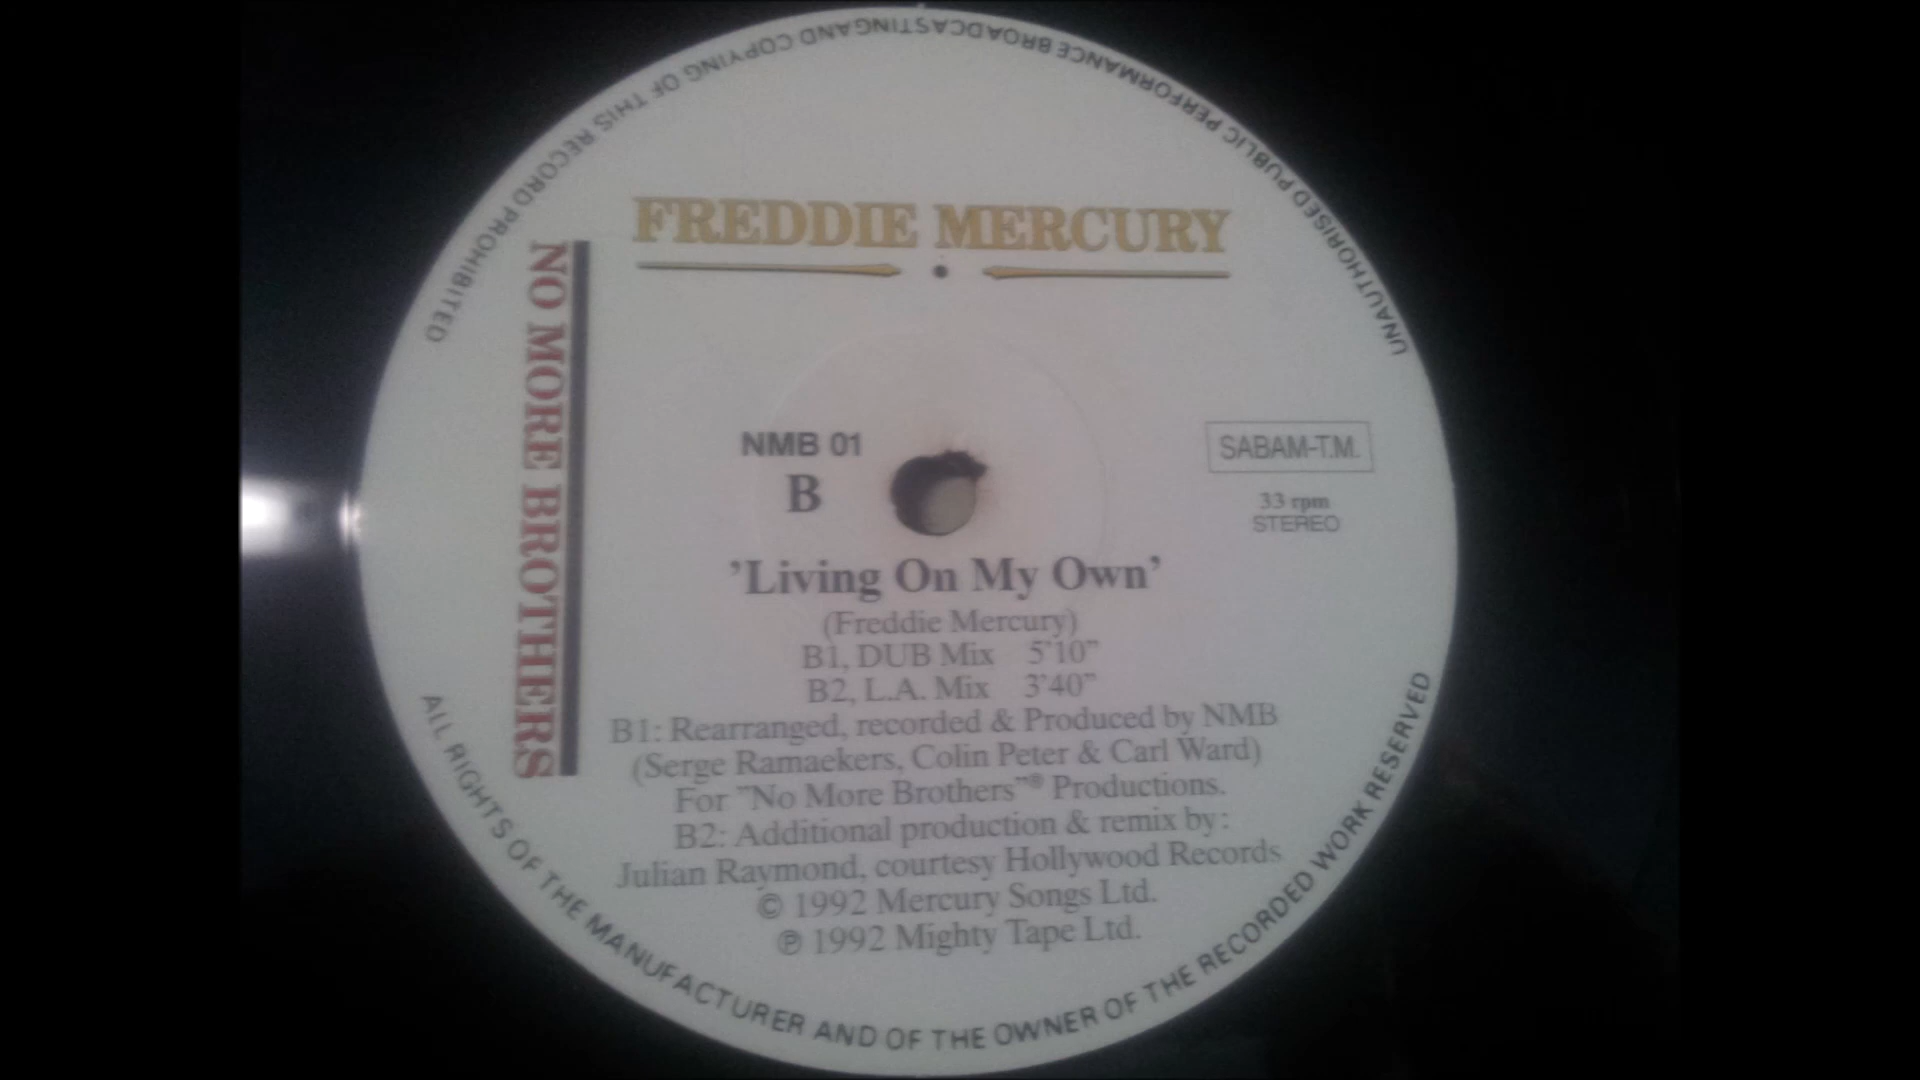 UNAUTHORISED PUBLIC PERFORMANCE BROADCASTING AND COPYING OF THIS RECORD PROHIBITED
FREDDIE MERCURY
NO MORE BROTHERS
NMB 01
B
SABAM-T.M.
33 rpm
STEREO
'Living On My Own'
(Freddie Mercury)
B1, DUB Mix 5'10"
B2, L.A. Mix 3'40"
B1: Rearranged, recorded & Produced by NMB
(Serge Ramaekers, Colin Peter & Carl Ward)
For "No More Brothers"® Productions.
B2: Additional production & remix by:
Julian Raymond, courtesy Hollywood Records
© 1992 Mercury Songs Ltd.
℗ 1992 Mighty Tape Ltd.
ALL RIGHTS OF THE MANUFACTURER AND OF THE OWNER OF THE RECORDED WORK RESERVED